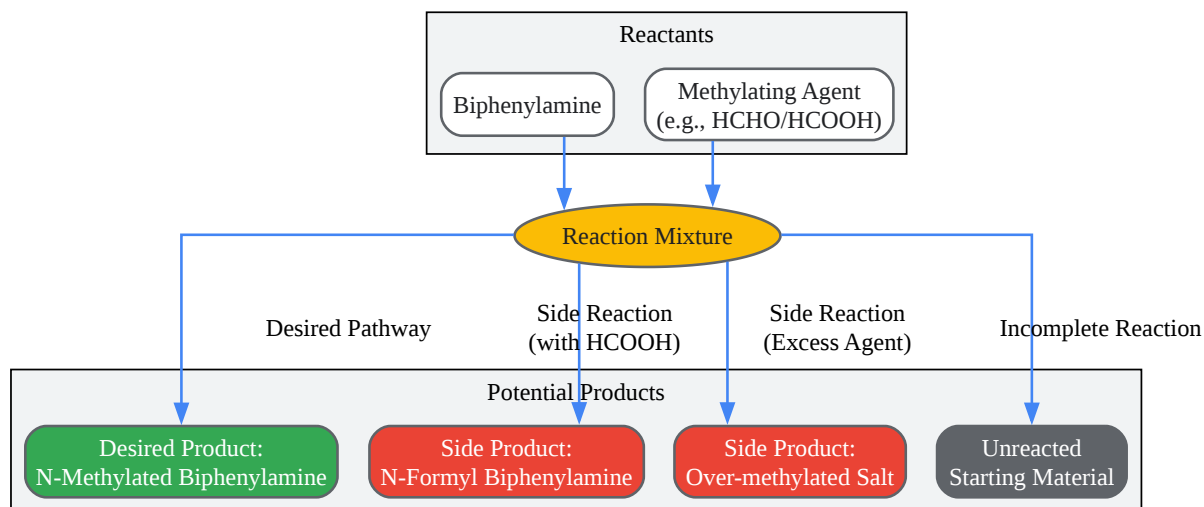 Reactants
Biphenylamine
Methylating Agent
(e.g., HCHO/HCOOH)
Reaction Mixture
Desired Pathway
Side Reaction
(with HCOOH)
Side Reaction
(Excess Agent)
Incomplete Reaction
Potential Products
Desired Product:
N-Methylated Biphenylamine
Side Product:
N-Formyl Biphenylamine
Side Product:
Over-methylated Salt
Unreacted
Starting Material